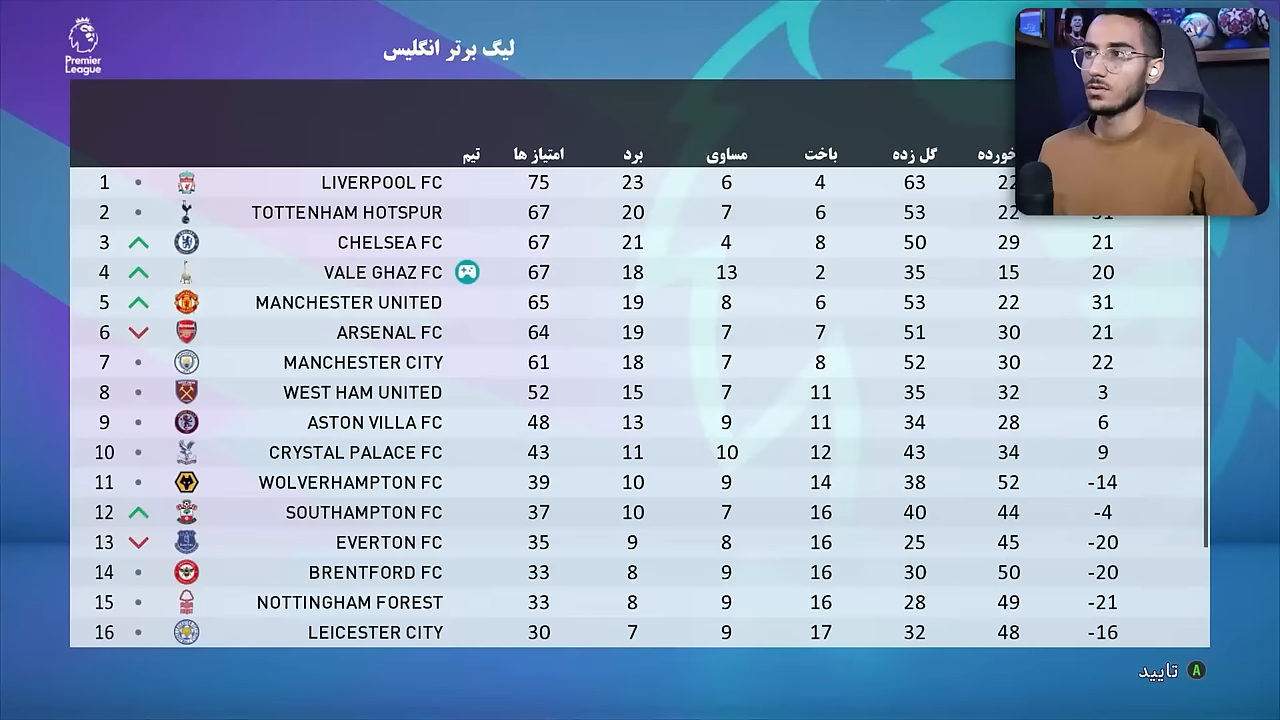 Premier
League
لیگ برتر انگلیس
تیم امتیاز ها برد مساوی باخت گل زده خورده
1 LIVERPOOL FC 75 23 6 4 63 22
2 TOTTENHAM HOTSPUR 67 20 7 6 53 22
3 CHELSEA FC 67 21 4 8 50 29 21
4 VALE GHAZ FC 67 18 13 2 35 15 20
5 MANCHESTER UNITED 65 19 8 6 53 22 31
6 ARSENAL FC 64 19 7 7 51 30 21
7 MANCHESTER CITY 61 18 7 8 52 30 22
8 WEST HAM UNITED 52 15 7 11 35 32 3
9 ASTON VILLA FC 48 13 9 11 34 28 6
10 CRYSTAL PALACE FC 43 11 10 12 43 34 9
11 WOLVERHAMPTON FC 39 10 9 14 38 52 -14
12 SOUTHAMPTON FC 37 10 7 16 40 44 -4
13 EVERTON FC 35 9 8 16 25 45 -20
14 BRENTFORD FC 33 8 9 16 30 50 -20
15 NOTTINGHAM FOREST 33 8 9 16 28 49 -21
16 LEICESTER CITY 30 7 9 17 32 48 -16
تایید A